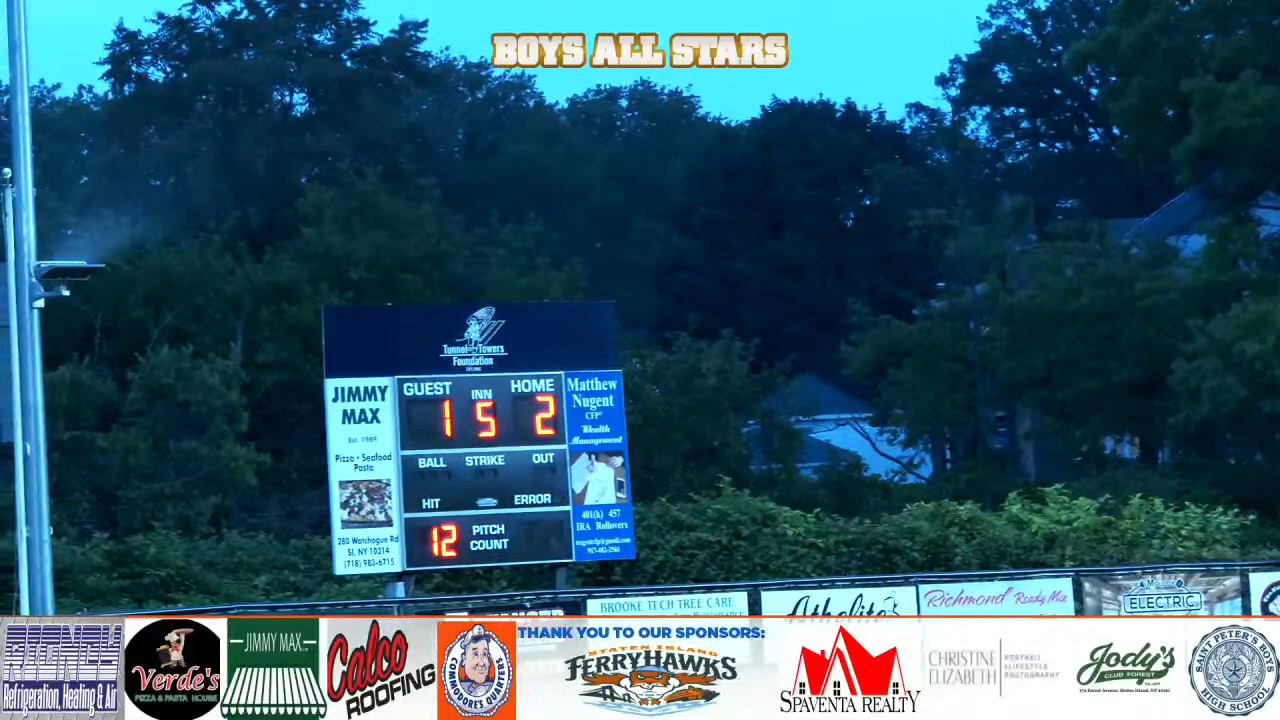 BOYS ALL STARS
Tunnel to Towers
Foundation
JIMMY
MAX
Est. 1989
Pizza • Seafood
Pasta
280 Watchogue Rd
SI, NY 10314
(718) 983-6715
GUEST INN HOME
1 5 2
BALL STRIKE OUT
HIT ERROR
12 PITCH
COUNT
Matthew
Nugent
CFP®
Wealth
Management
401(k) 457
IRA Rollovers
BROOKE TECH TREE CARE
Richmond Ready Mix
ELECTRIC
THANK YOU TO OUR SPONSORS:
RIGNEY
Refrigeration, Heating & Air
Verde's
PIZZA & PASTA HOUSE
JIMMY MAX
Calco
ROOFING
COMMODORES QUARTERS
STATEN ISLAND
FERRYHAWKS
SPAVENTA REALTY
CHRISTINE
ELIZABETH
PORTRAIT
& LIFESTYLE
PHOTOGRAPHY
Jody's
CLUB FOREST
SAINT PETER'S BOYS
HIGH SCHOOL